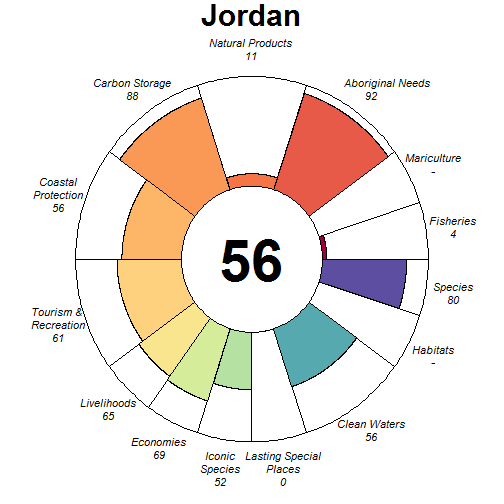 Jordan
Natural Products
11
Carbon Storage
88
Aboriginal Needs
92
Mariculture
-
Coastal
Protection
56
Fisheries
4
56
Species
80
Tourism &
Recreation
61
Habitats
-
Livelihoods
65
Clean Waters
56
Economies
69
Iconic
Species
52
Lasting Special
Places
0